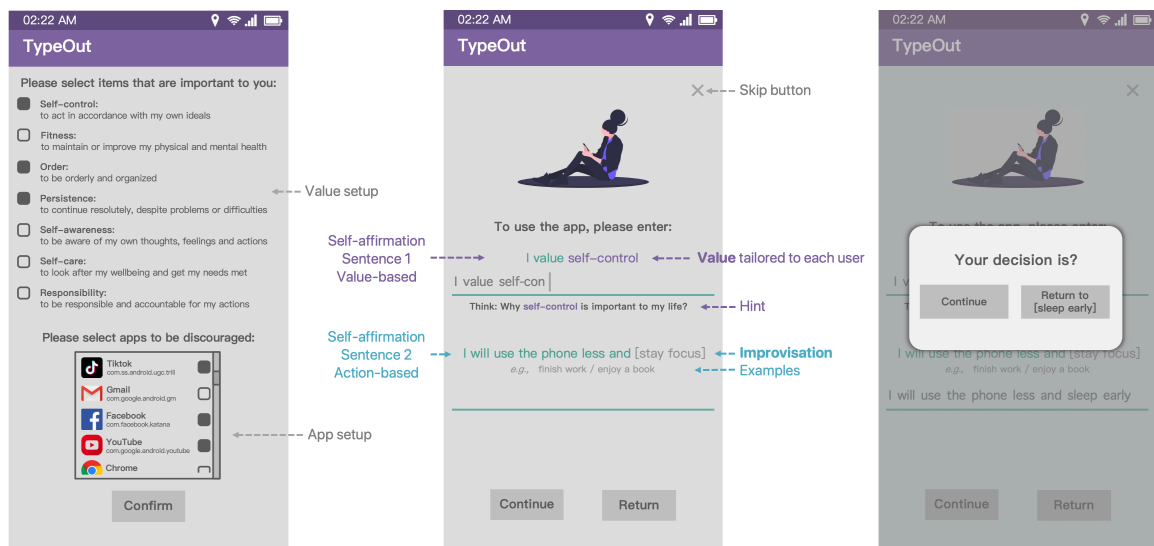 02:22 AM
TypeOut
Please select items that are important to you:
Self-control:
to act in accordance with my own ideals
Fitness:
to maintain or improve my physical and mental health
Order:
to be orderly and organized
Persistence:
to continue resolutely, despite problems or difficulties
Self-awareness:
to be aware of my own thoughts, feelings and actions
Self-care:
to look after my wellbeing and get my needs met
Responsibility:
to be responsible and accountable for my actions
Please select apps to be discouraged:
Tiktok
com.ss.android.ugc.trill
Gmail
com.google.android.gm
Facebook
com.facebook.katana
YouTube
com.google.android.youtube
Chrome
Confirm
Value setup
App setup
02:22 AM
TypeOut
Skip button
To use the app, please enter:
Self-affirmation
Sentence 1
Value-based
I value self-control
Value tailored to each user
I value self-con
Think: Why self-control is important to my life?
Hint
Self-affirmation
Sentence 2
Action-based
I will use the phone less and [stay focus]
Improvisation
e.g., finish work / enjoy a book
Examples
Continue
Return
02:22 AM
TypeOut
To use the app, please enter:
Your decision is?
Continue
Return to
[sleep early]
I v
T
I will use the phone less and [stay focus]
e.g., finish work / enjoy a book
I will use the phone less and sleep early
Continue
Return